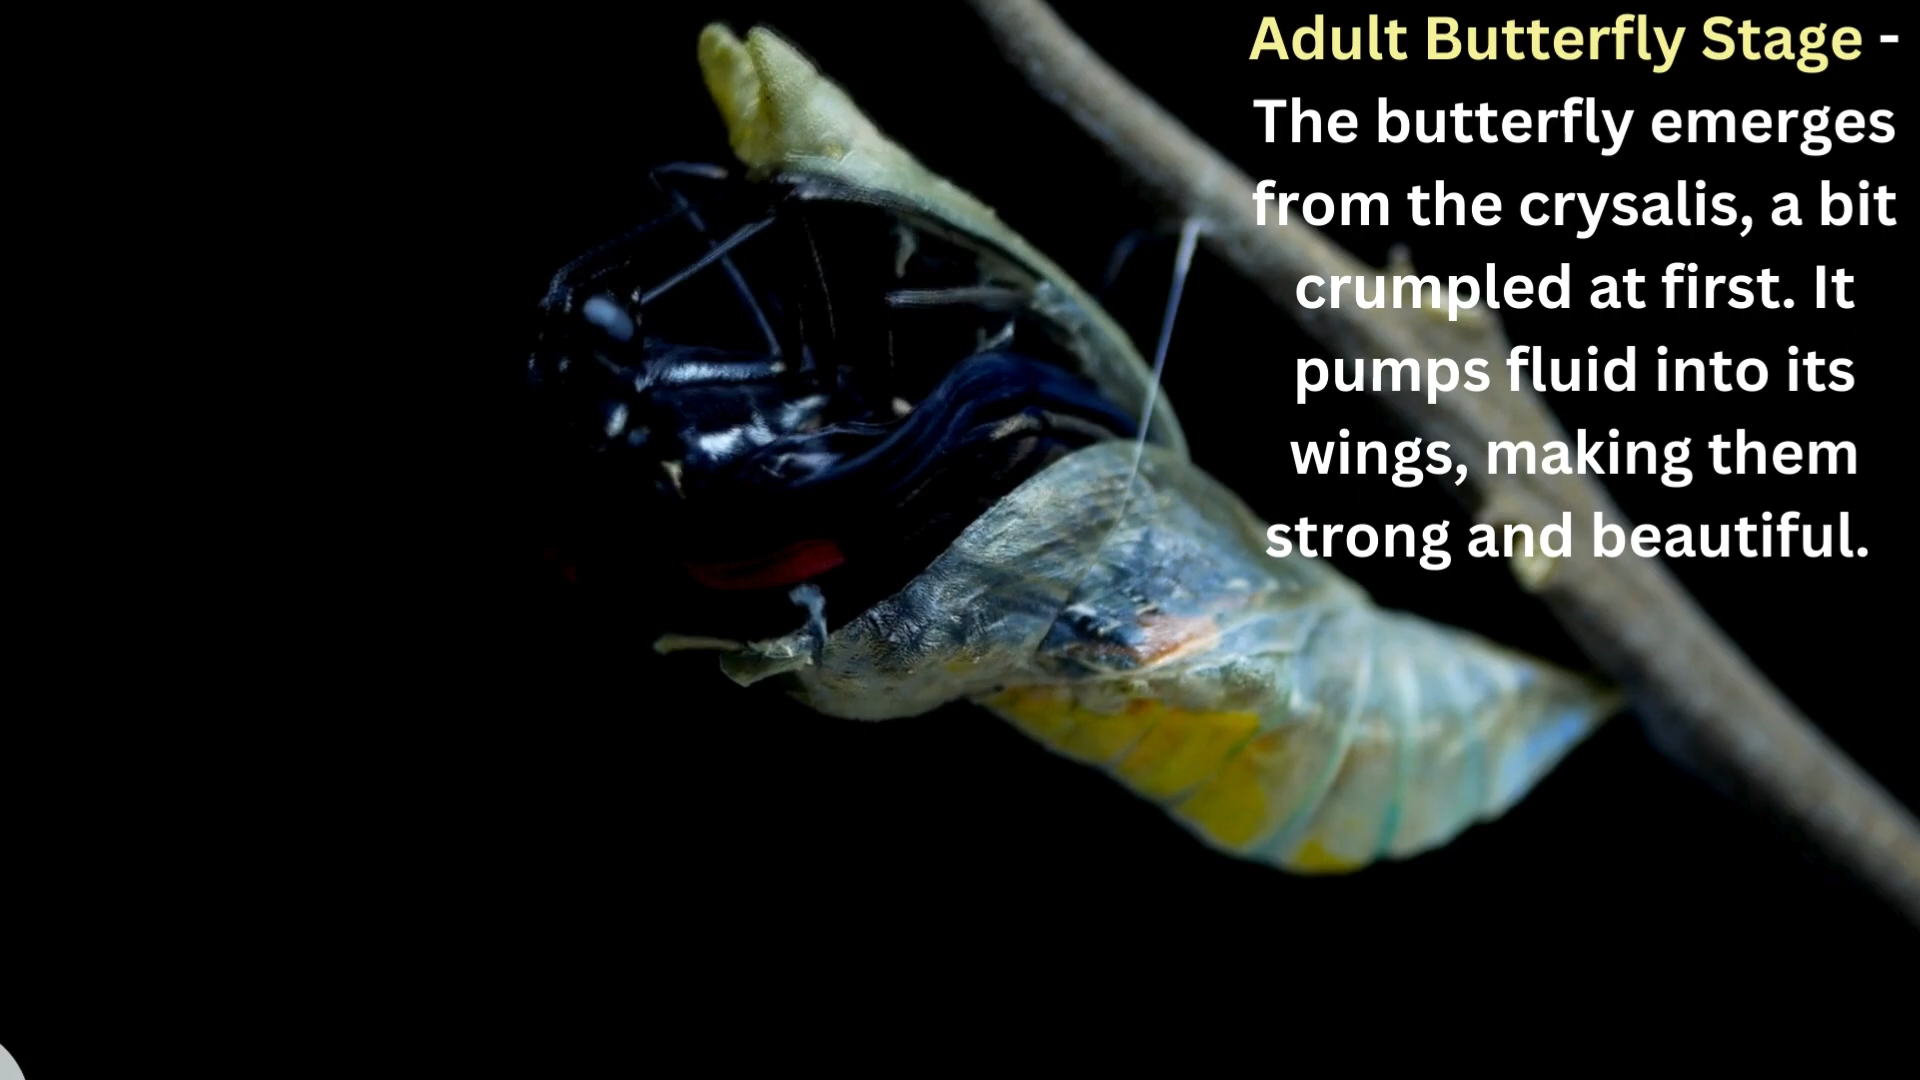 Adult Butterfly Stage -
The butterfly emerges
from the crysalis, a bit
crumpled at first. It
pumps fluid into its
wings, making them
strong and beautiful.